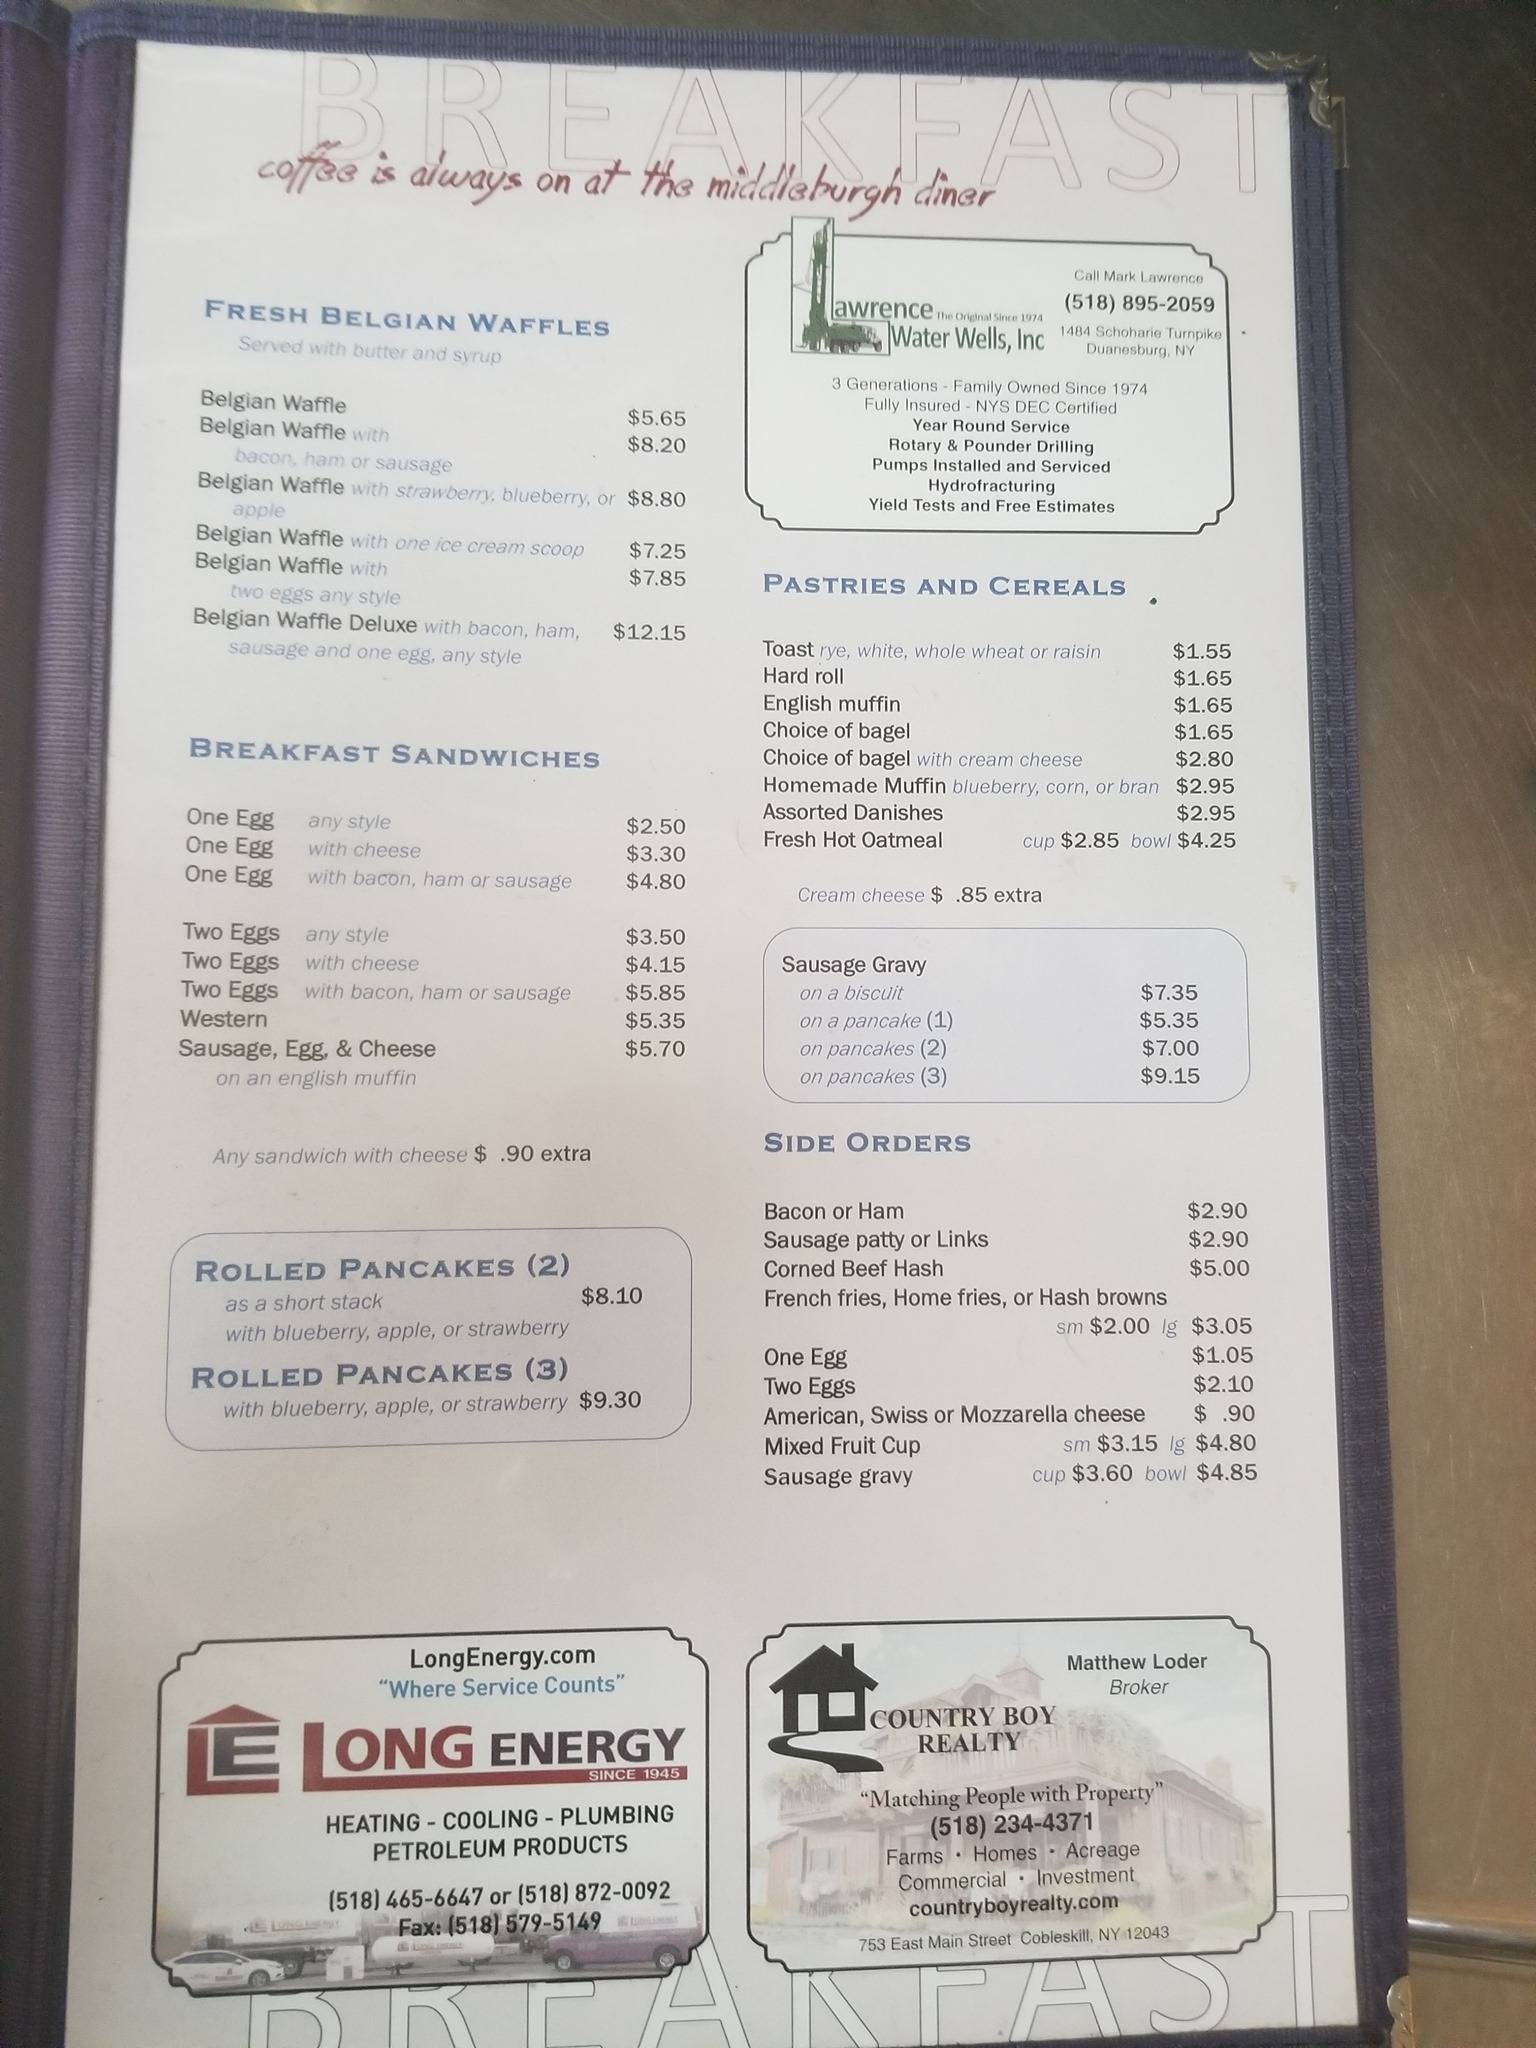 BREAKFAST
coffee is always on at the middleburgh diner
FRESH BELGIAN WAFFLES
Served with butter and syrup
Belgian Waffle $5.65
Belgian Waffle with $8.20
bacon, ham or sausage
Belgian Waffle with strawberry, blueberry, or $8.80
apple
Belgian Waffle with one ice cream scoop $7.25
Belgian Waffle with $7.85
two eggs any style
Belgian Waffle Deluxe with bacon, ham, $12.15
sausage and one egg, any style
BREAKFAST SANDWICHES
One Egg any style $2.50
One Egg with cheese $3.30
One Egg with bacon, ham or sausage $4.80
Two Eggs any style $3.50
Two Eggs with cheese $4.15
Two Eggs with bacon, ham or sausage $5.85
Western $5.35
Sausage, Egg, & Cheese $5.70
on an english muffin
Any sandwich with cheese $ .90 extra
ROLLED PANCAKES (2)
as a short stack $8.10
with blueberry, apple, or strawberry
ROLLED PANCAKES (3)
with blueberry, apple, or strawberry $9.30
LongEnergy.com
“Where Service Counts”
LE LONG ENERGY
SINCE 1945
HEATING - COOLING - PLUMBING
PETROLEUM PRODUCTS
(518) 465-6647 or (518) 872-0092
Fax: (518) 579-5149
LONG ENERGY
LONG ENERGY
Lawrence The Original Since 1974
Water Wells, Inc
Call Mark Lawrence
(518) 895-2059
1484 Schoharie Turnpike
Duanesburg, NY
3 Generations - Family Owned Since 1974
Fully Insured - NYS DEC Certified
Year Round Service
Rotary & Pounder Drilling
Pumps Installed and Serviced
Hydrofracturing
Yield Tests and Free Estimates
PASTRIES AND CEREALS
Toast rye, white, whole wheat or raisin $1.55
Hard roll $1.65
English muffin $1.65
Choice of bagel $1.65
Choice of bagel with cream cheese $2.80
Homemade Muffin blueberry, corn, or bran $2.95
Assorted Danishes $2.95
Fresh Hot Oatmeal cup $2.85 bowl $4.25
Cream cheese $ .85 extra
Sausage Gravy
on a biscuit $7.35
on a pancake (1) $5.35
on pancakes (2) $7.00
on pancakes (3) $9.15
SIDE ORDERS
Bacon or Ham $2.90
Sausage patty or Links $2.90
Corned Beef Hash $5.00
French fries, Home fries, or Hash browns
sm $2.00 lg $3.05
One Egg $1.05
Two Eggs $2.10
American, Swiss or Mozzarella cheese $ .90
Mixed Fruit Cup sm $3.15 lg $4.80
Sausage gravy cup $3.60 bowl $4.85
Matthew Loder
Broker
COUNTRY BOY
REALTY
“Matching People with Property”
(518) 234-4371
Farms • Homes • Acreage
Commercial • Investment
countryboyrealty.com
753 East Main Street Cobleskill, NY 12043
BREAKFAST